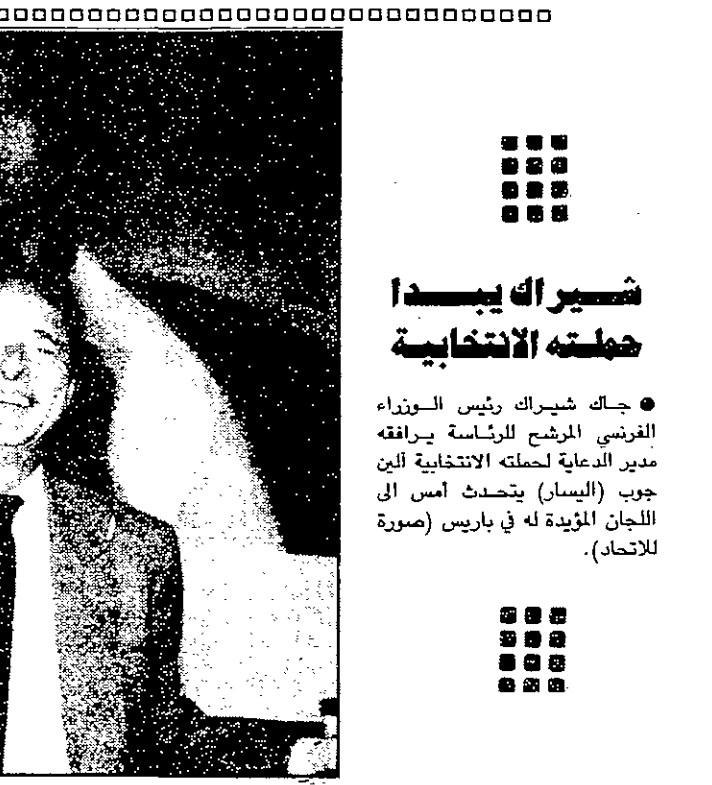 شيراك يبدا
حملته الانتخابية
● جاك شيراك رئيس الوزراء
الفرنسي المرشح للرئاسة يرافقه
مدير الدعاية لحملته الانتخابية آلين
جوب (اليسار) يتحدث أمس الى
اللجان المؤيدة له في باريس (صورة
للاتحاد).